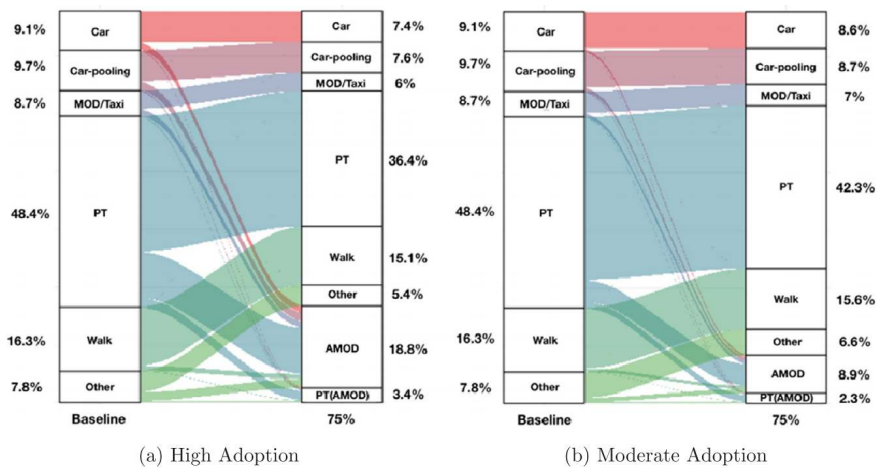 9.1%
Car
Car
7.4%
9.7%
Car-pooling
Car-pooling
7.6%
8.7%
MOD/Taxi
MOD/Taxi
6%
48.4%
PT
PT
36.4%
16.3%
Walk
Walk
15.1%
Other
5.4%
7.8%
Other
AMOD
18.8%
PT(AMOD)
3.4%
Baseline
75%
(a) High Adoption
9.1%
Car
Car
8.6%
9.7%
Car-pooling
Car-pooling
8.7%
8.7%
MOD/Taxi
MOD/Taxi
7%
48.4%
PT
PT
42.3%
16.3%
Walk
Walk
15.6%
Other
6.6%
7.8%
Other
AMOD
8.9%
PT(AMOD)
2.3%
Baseline
75%
(b) Moderate Adoption